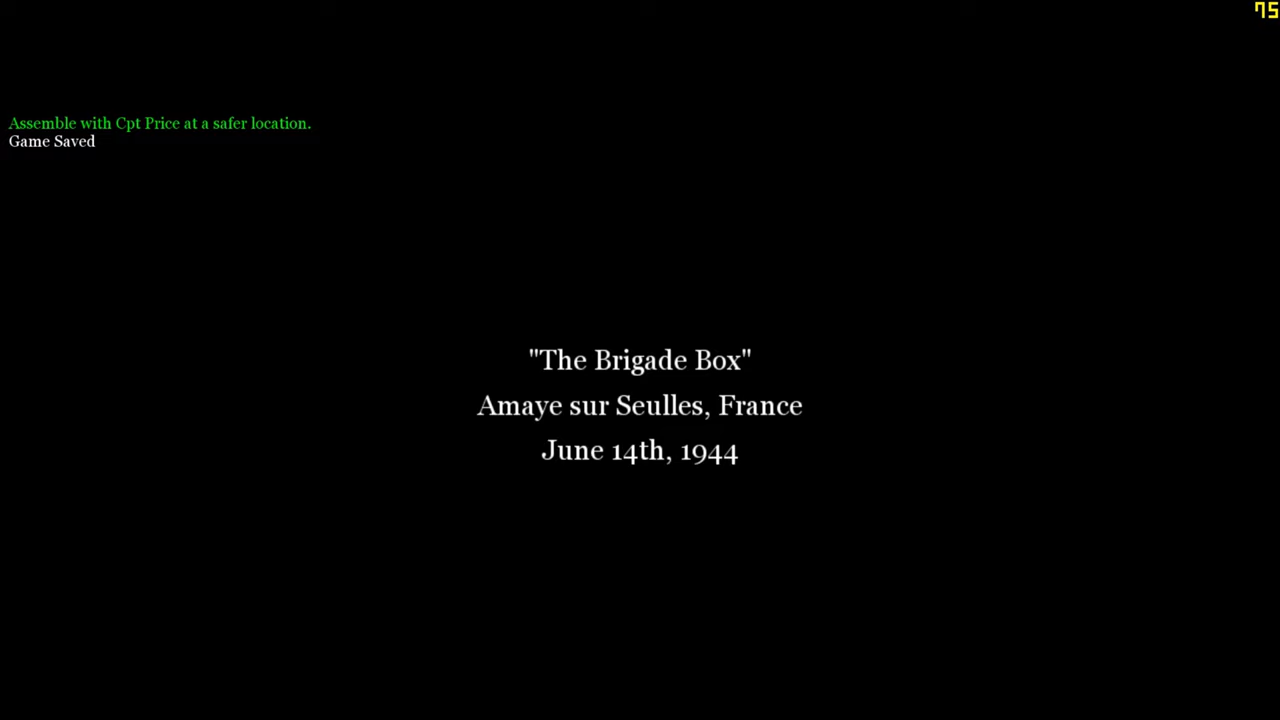 75
Assemble with Cpt Price at a safer location.
Game Saved
"The Brigade Box"
Amaye sur Seulles, France
June 14th, 1944